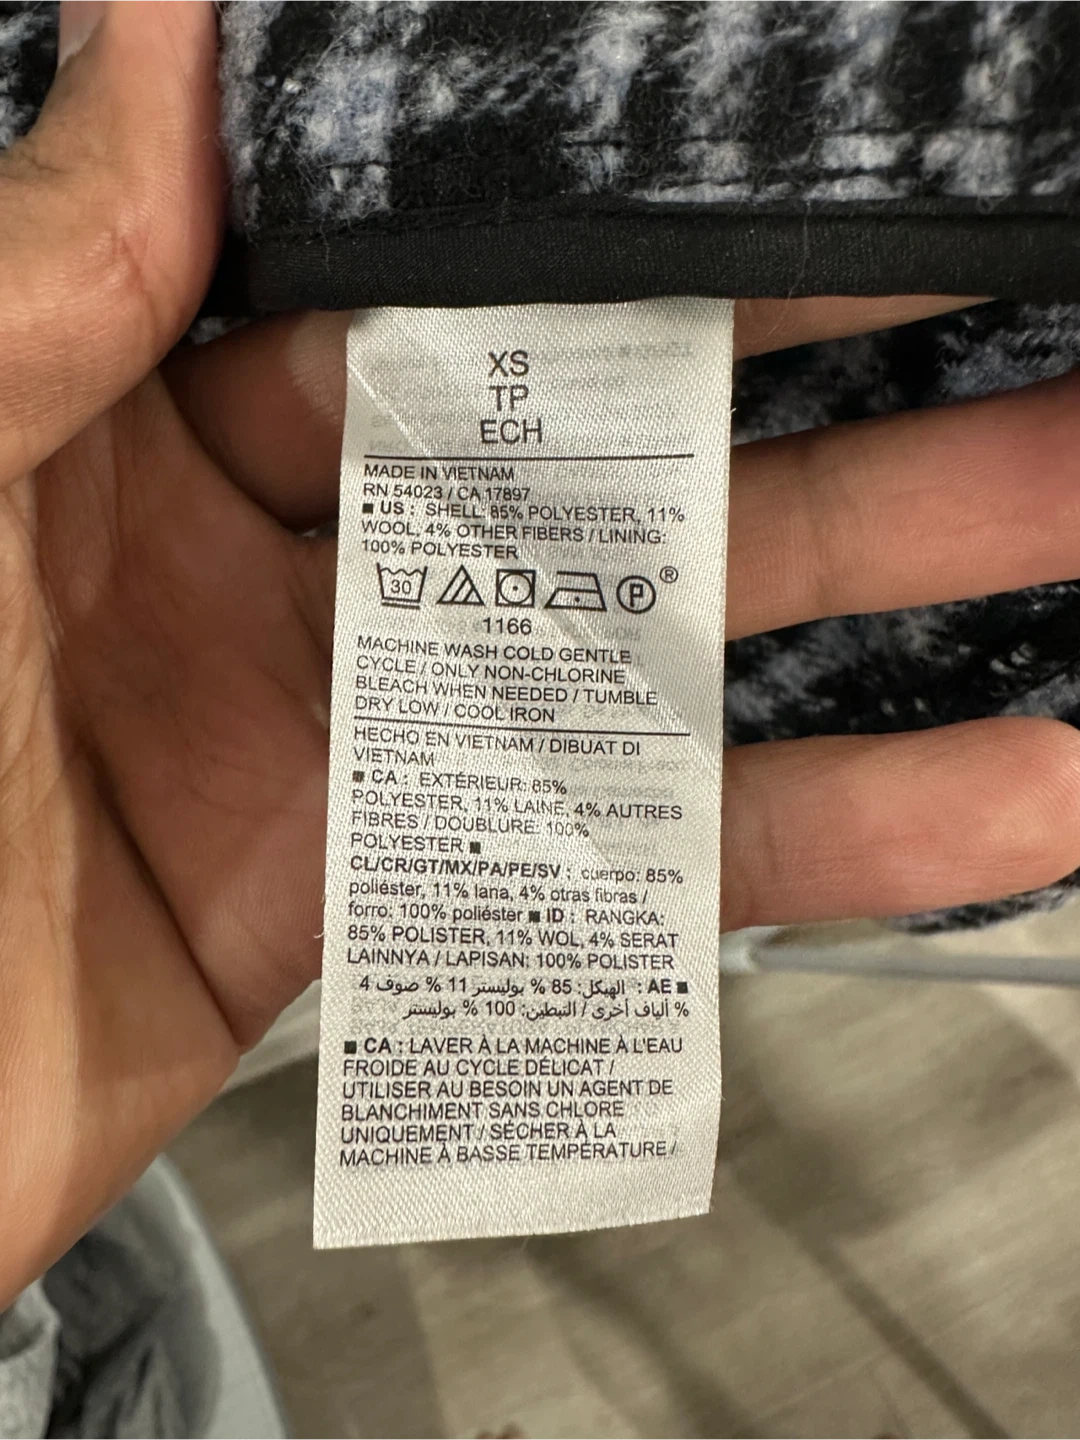 XS
TP
ECH
MADE IN VIETNAM
RN 54023 / CA 17897
■ US : SHELL: 85% POLYESTER, 11%
WOOL, 4% OTHER FIBERS / LINING:
100% POLYESTER
30 P ®
1166
MACHINE WASH COLD GENTLE
CYCLE / ONLY NON-CHLORINE
BLEACH WHEN NEEDED / TUMBLE
DRY LOW / COOL IRON
HECHO EN VIETNAM / DIBUAT DI
VIETNAM
■ CA : EXTÉRIEUR: 85%
POLYESTER, 11% LAINE, 4% AUTRES
FIBRES / DOUBLURE: 100%
POLYESTER ■
CL/CR/GT/MX/PA/PE/SV : cuerpo: 85%
poliéster, 11% lana, 4% otras fibras /
forro: 100% poliéster ■ ID : RANGKA:
85% POLISTER, 11% WOL, 4% SERAT
LAINNYA / LAPISAN: 100% POLISTER
■ AE : الهيكل: 85 % بوليستر 11 % صوف 4
% ألياف أخرى / التبطين: 100 % بوليستر
■ CA : LAVER À LA MACHINE À L'EAU
FROIDE AU CYCLE DÉLICAT /
UTILISER AU BESOIN UN AGENT DE
BLANCHIMENT SANS CHLORE
UNIQUEMENT / SÉCHER À LA
MACHINE À BASSE TEMPÉRATURE /